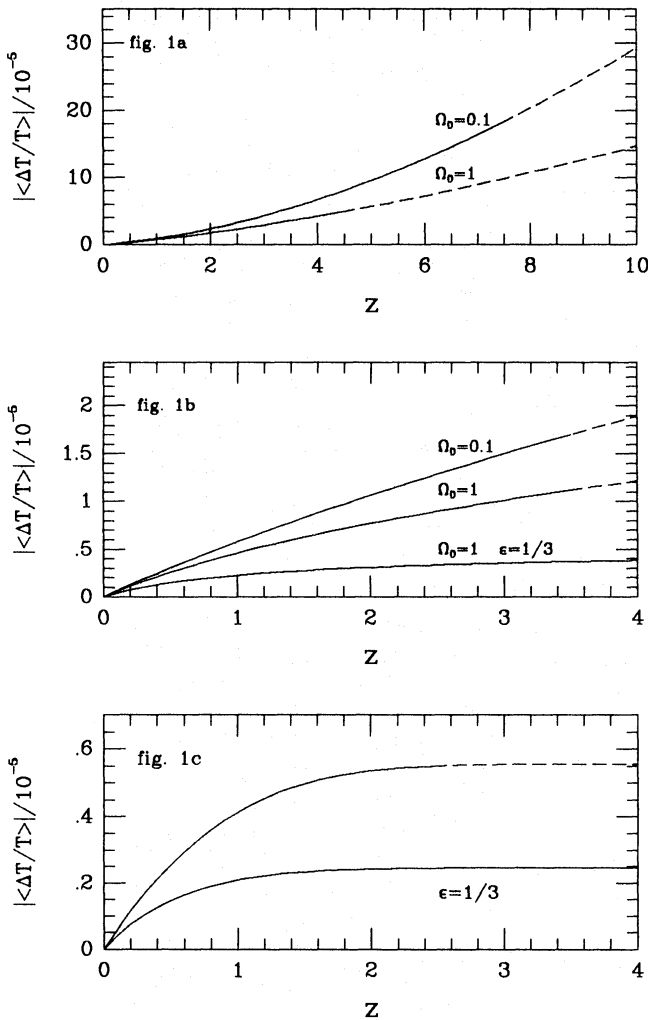 fig. 1a
30
20
10
0
|<ΔT/T>|/10⁻⁵
Ω₀=0.1
Ω₀=1
0 2 4 6 8 10
z
fig. 1b
2
1.5
1
.5
0
|<ΔT/T>|/10⁻⁵
Ω₀=0.1
Ω₀=1
Ω₀=1 ε=1/3
0 1 2 3 4
z
fig. 1c
.6
.4
.2
0
|<ΔT/T>|/10⁻⁵
ε=1/3
0 1 2 3 4
z